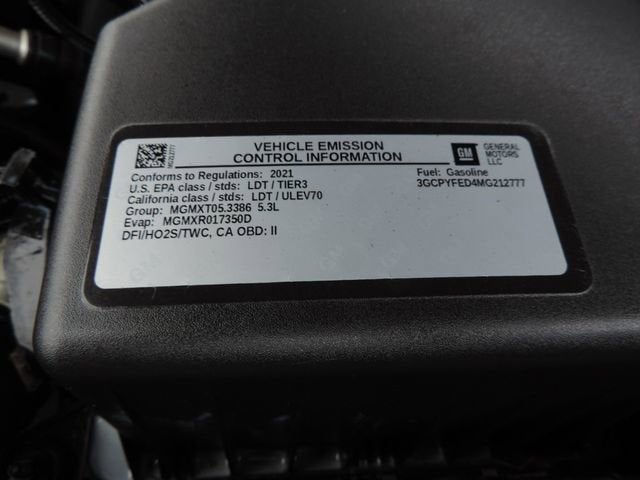 MG212777
VEHICLE EMISSION
CONTROL INFORMATION
GM
GENERAL
MOTORS
LLC
Conforms to Regulations: 2021
U.S. EPA class / stds: LDT / TIER3
California class / stds: LDT / ULEV70
Group: MGMXT05.3386 5.3L
Evap: MGMXR017350D
DFI/HO2S/TWC, CA OBD: II
Fuel: Gasoline
3GCPYFED4MG212777